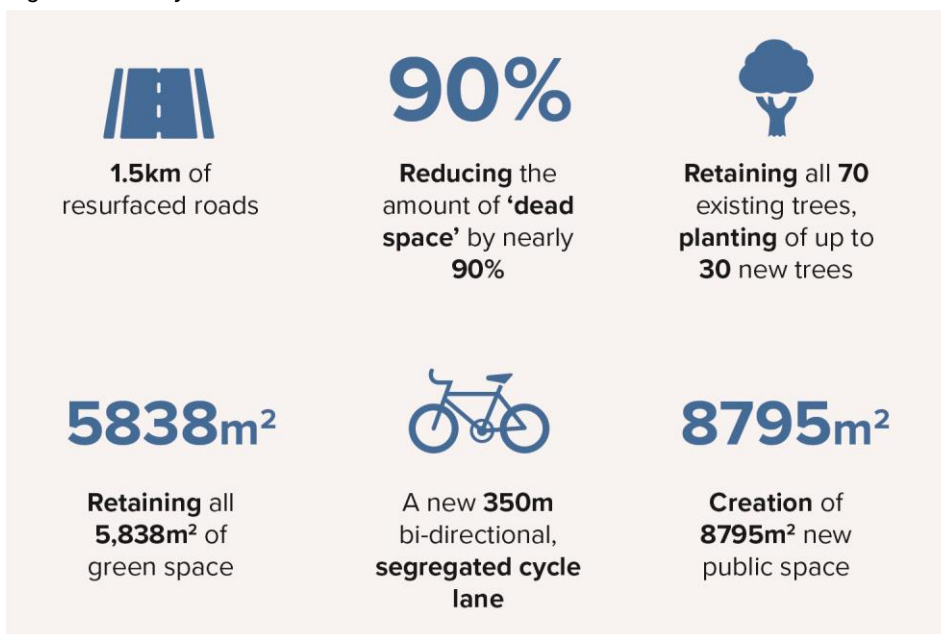 1.5km of
resurfaced roads
90%
Reducing the
amount of ‘dead
space’ by nearly
90%
Retaining all 70
existing trees,
planting of up to
30 new trees
5838m²
Retaining all
5,838m² of
green space
A new 350m
bi-directional,
segregated cycle
lane
8795m²
Creation of
8795m² new
public space